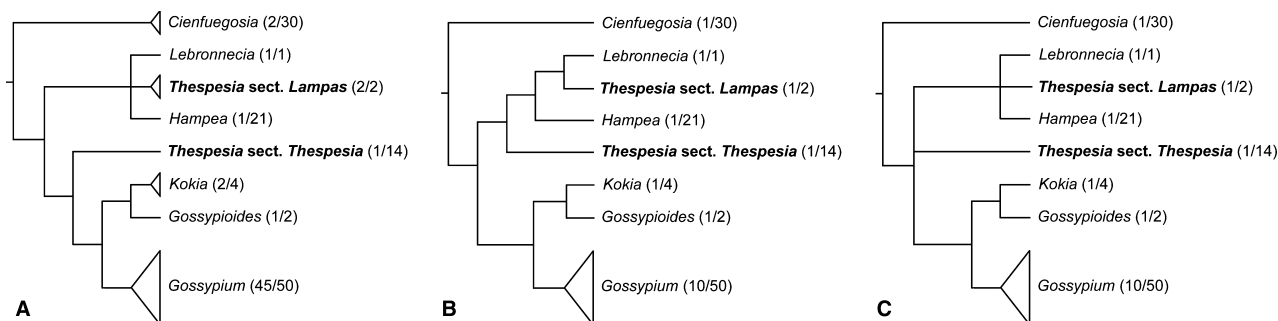 Cienfuegosia (2/30)
Lebronnecia (1/1)
Thespesia sect. Lampas (2/2)
Hampea (1/21)
Thespesia sect. Thespesia (1/14)
Kokia (2/4)
Gossypioides (1/2)
Gossypium (45/50)
A
Cienfuegosia (1/30)
Lebronnecia (1/1)
Thespesia sect. Lampas (1/2)
Hampea (1/21)
Thespesia sect. Thespesia (1/14)
Kokia (1/4)
Gossypioides (1/2)
Gossypium (10/50)
B
Cienfuegosia (1/30)
Lebronnecia (1/1)
Thespesia sect. Lampas (1/2)
Hampea (1/21)
Thespesia sect. Thespesia (1/14)
Kokia (1/4)
Gossypioides (1/2)
Gossypium (10/50)
C